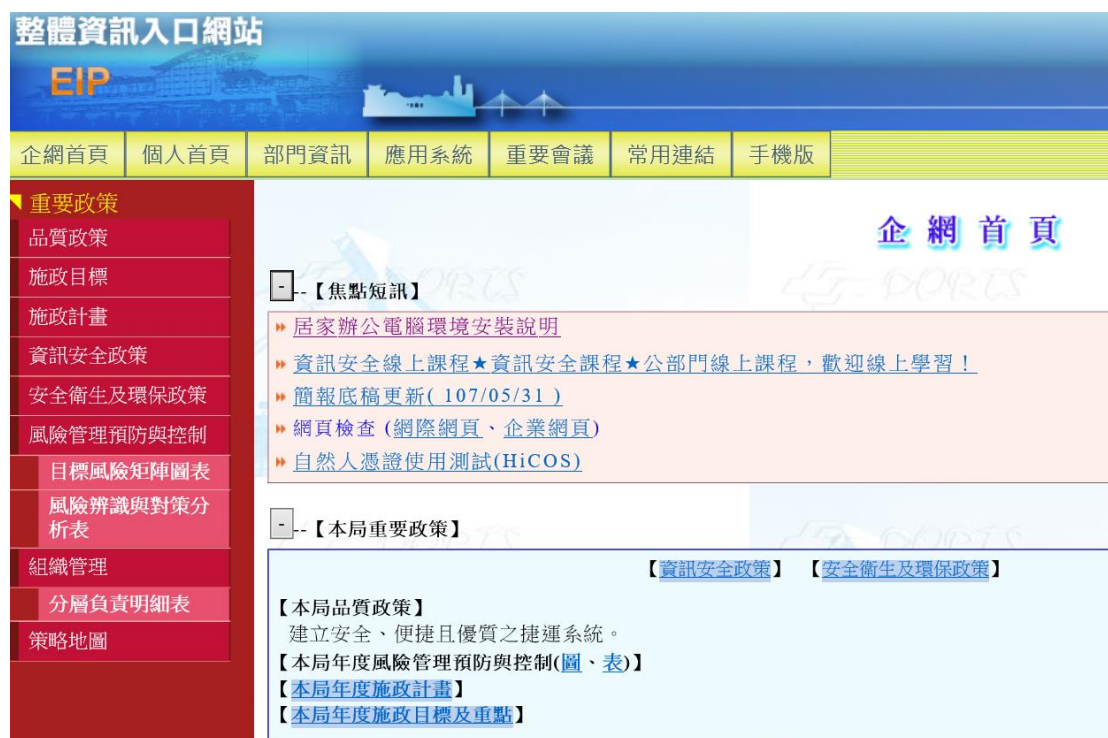 整體資訊入口網站
EIP
企網首頁 個人首頁 部門資訊 應用系統 重要會議 常用連結 手機版
重要政策
品質政策
施政目標
施政計畫
資訊安全政策
安全衛生及環保政策
風險管理預防與控制
目標風險矩陣圖表
風險辨識與對策分
析表
組織管理
分層負責明細表
策略地圖
企網首頁
- --【焦點短訊】
居家辦公電腦環境安裝說明
資訊安全線上課程★資訊安全課程★公部門線上課程，歡迎線上學習！
簡報底稿更新( 107/05/31 )
網頁檢查 (網際網頁、企業網頁)
自然人憑證使用測試(HiCOS)
- --【本局重要政策】
【資訊安全政策】 【安全衛生及環保政策】
【本局品質政策】
建立安全、便捷且優質之捷運系統。
【本局年度風險管理預防與控制(圖、表)】
【本局年度施政計畫】
【本局年度施政目標及重點】